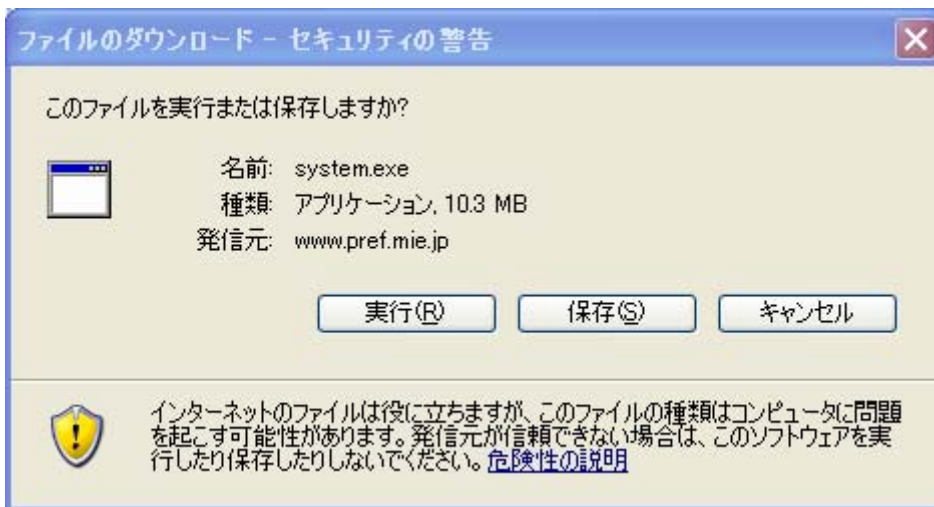 ファイルのダウンロード - セキュリティの警告
このファイルを実行または保存しますか?
名前: system.exe
種類: アプリケーション, 10.3 MB
発信元: www.pref.mie.jp
実行(R) 保存(S) キャンセル
インターネットのファイルは役に立ちますが、このファイルの種類はコンピュータに問題
を起こす可能性があります。発信元が信頼できない場合は、このソフトウェアを実
行したり保存したりしないでください。危険性の説明